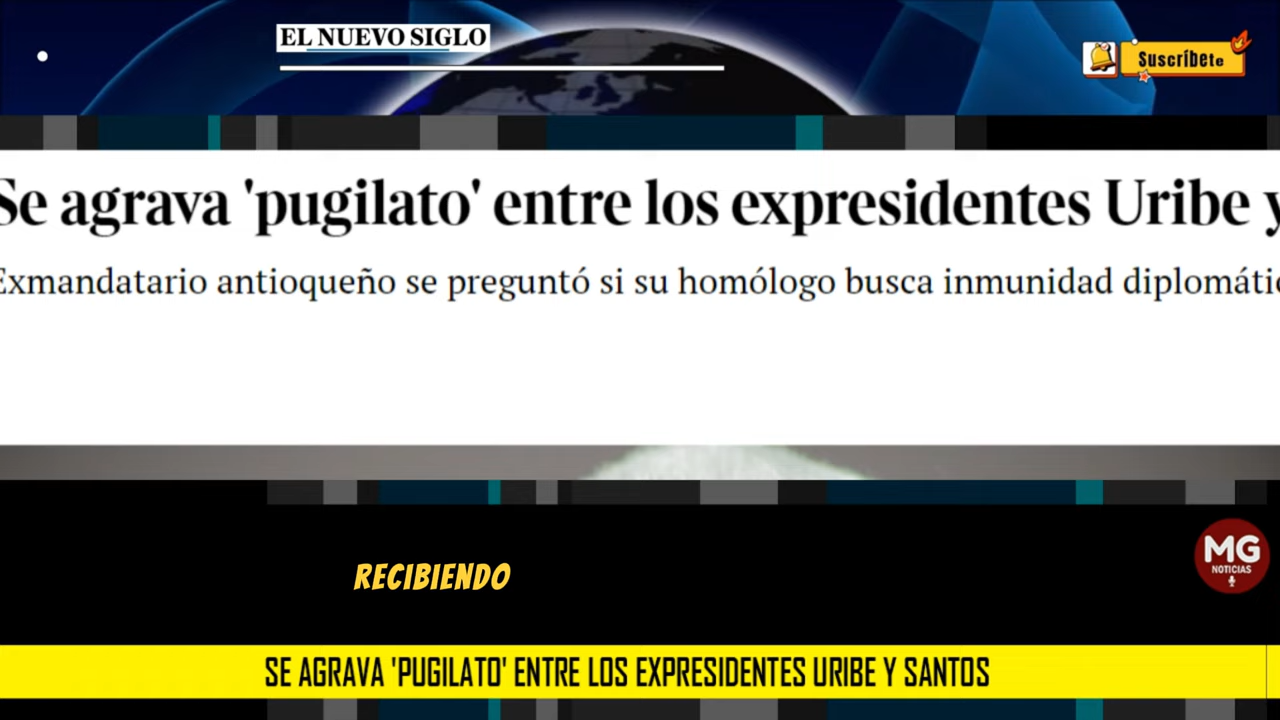 EL NUEVO SIGLO
Suscríbete
Se agrava 'pugilato' entre los expresidentes Uribe y
Exmandatario antioqueño se preguntó si su homólogo busca inmunidad diplomátic
RECIBIENDO
MG
NOTICIAS
SE AGRAVA 'PUGILATO' ENTRE LOS EXPRESIDENTES URIBE Y SANTOS